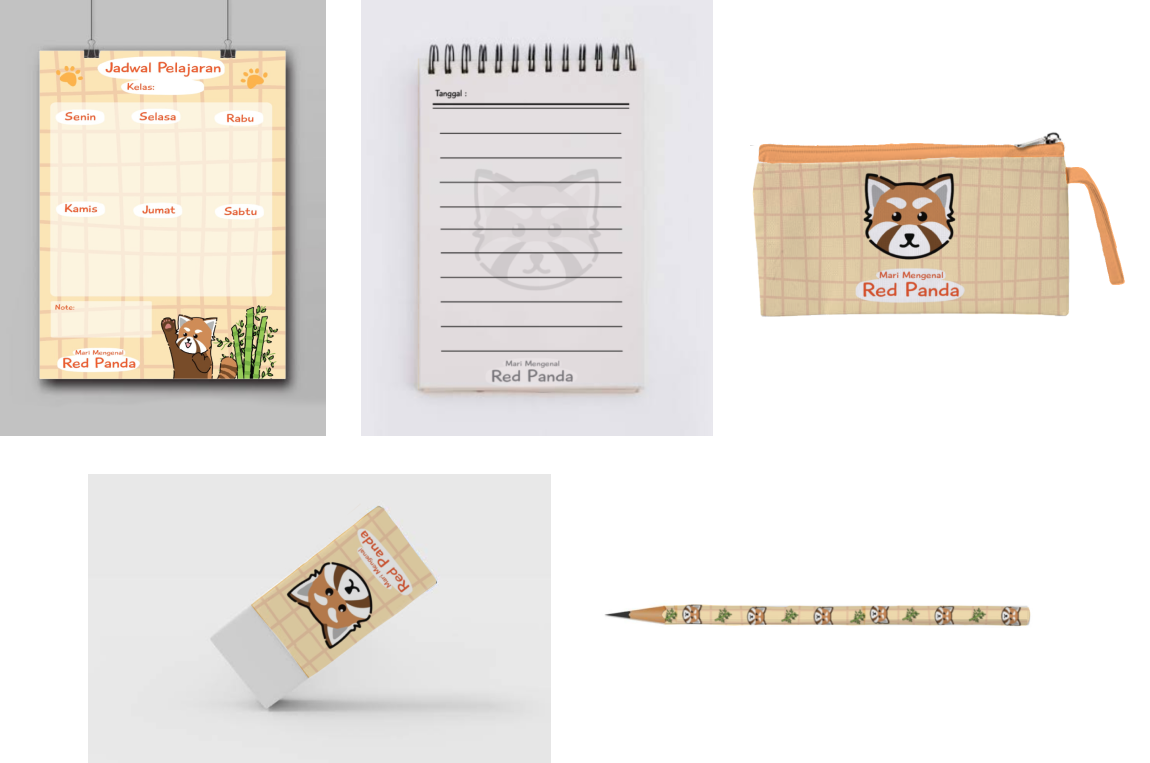 Jadwal Pelajaran
Kelas:
Senin
Selasa
Rabu
Kamis
Jumat
Sabtu
Note:
Mari Mengenal
Red Panda
Tanggal :
Mari Mengenal
Red Panda
Mari Mengenal
Red Panda
Mari Mengenal
Red Panda